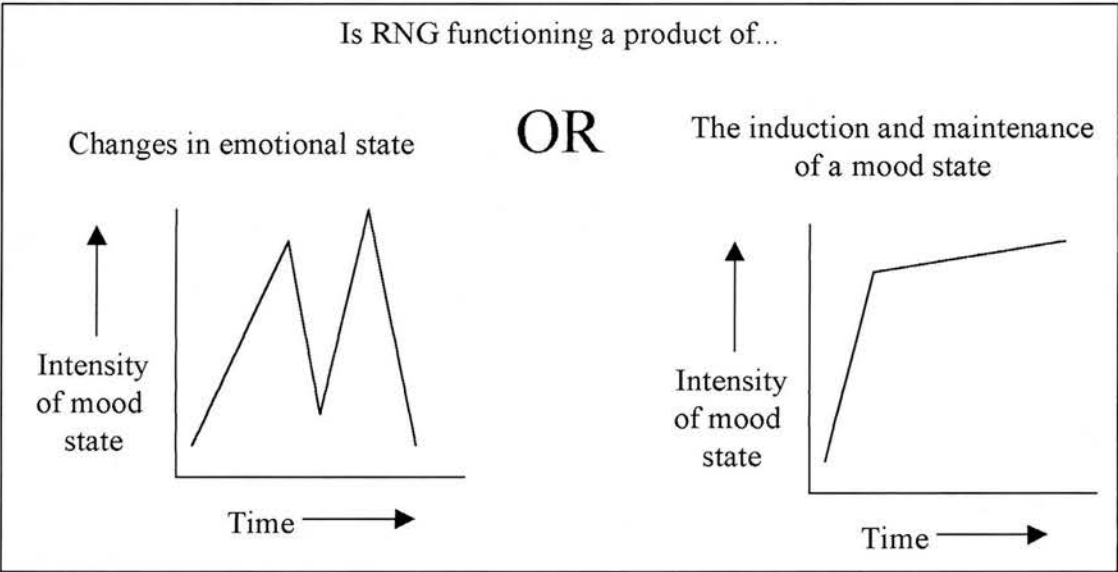 Is RNG functioning a product of...
Changes in emotional state
OR
The induction and maintenance
of a mood state
Intensity
of mood
state
Time
Intensity
of mood
state
Time